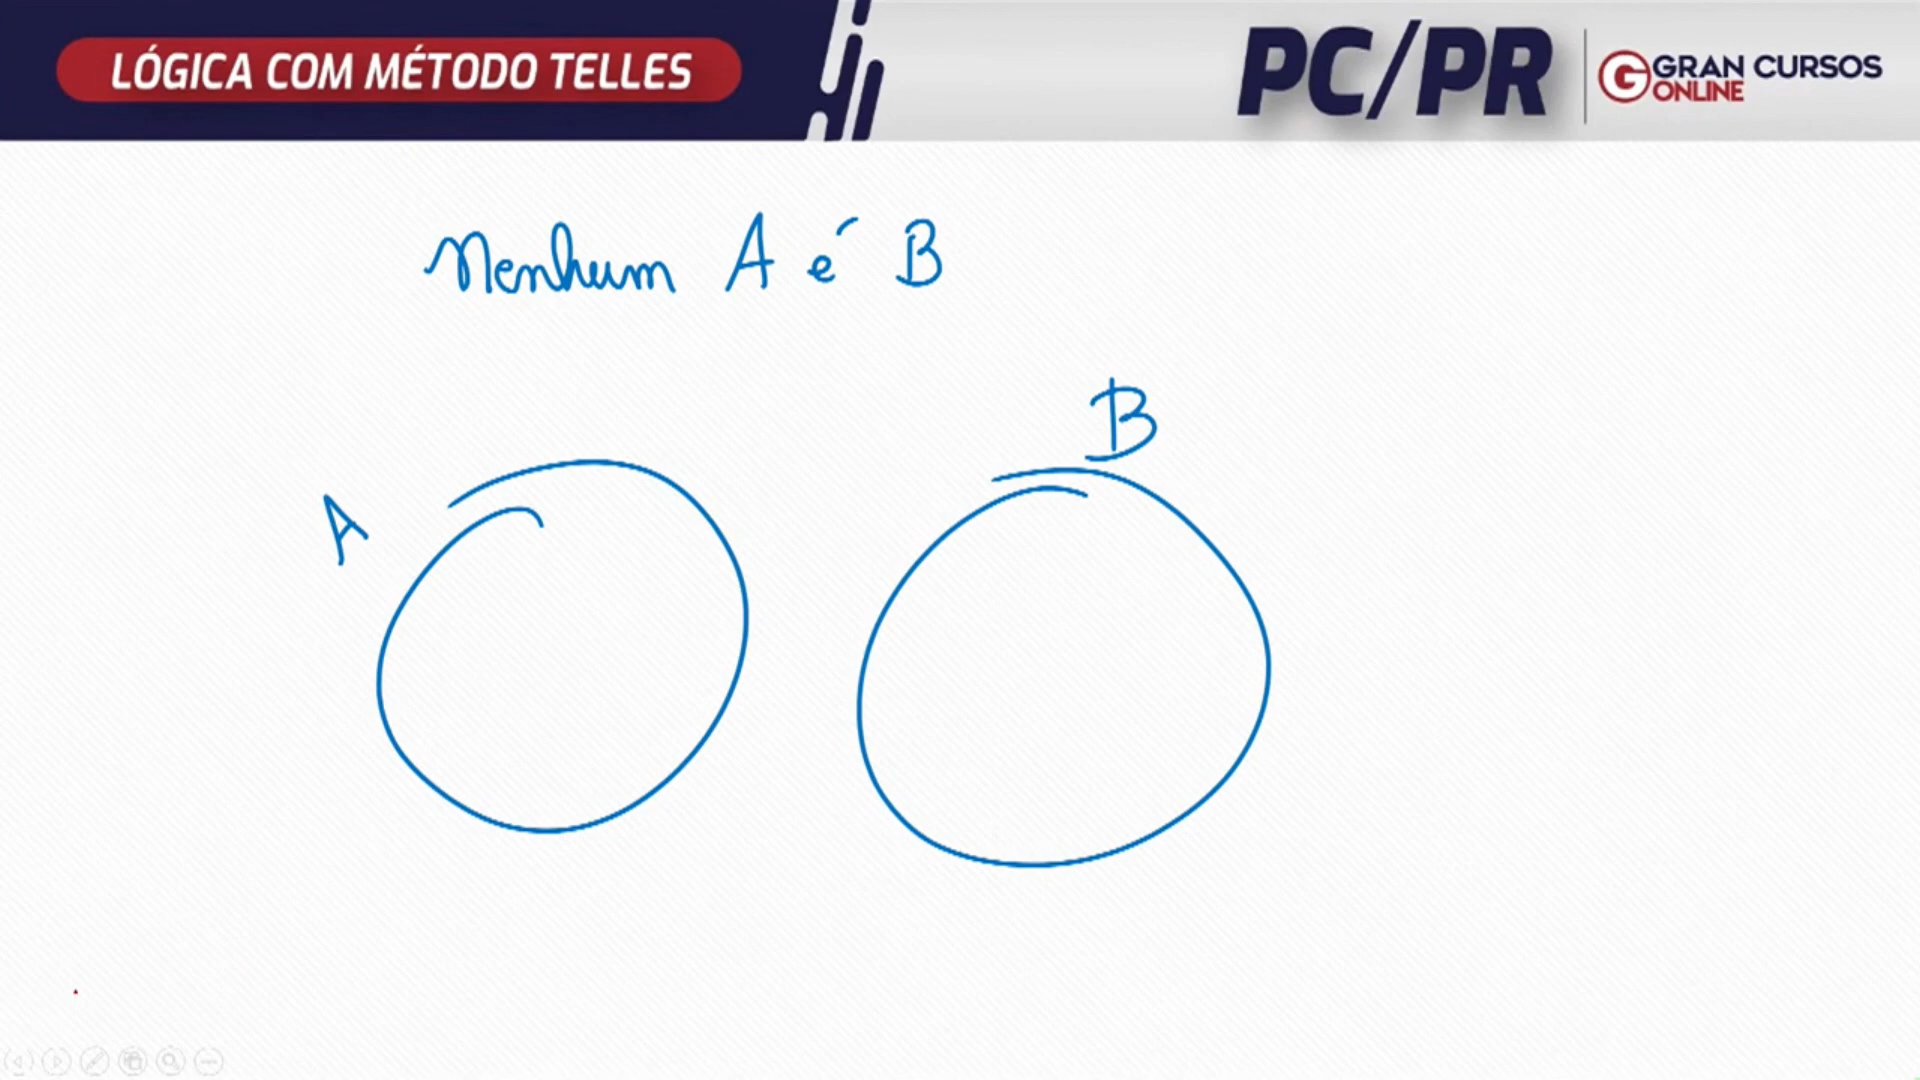 LÓGICA COM MÉTODO TELLES
PC/PR
GRAN CURSOS
ONLINE
Nenhum A é B
B
A